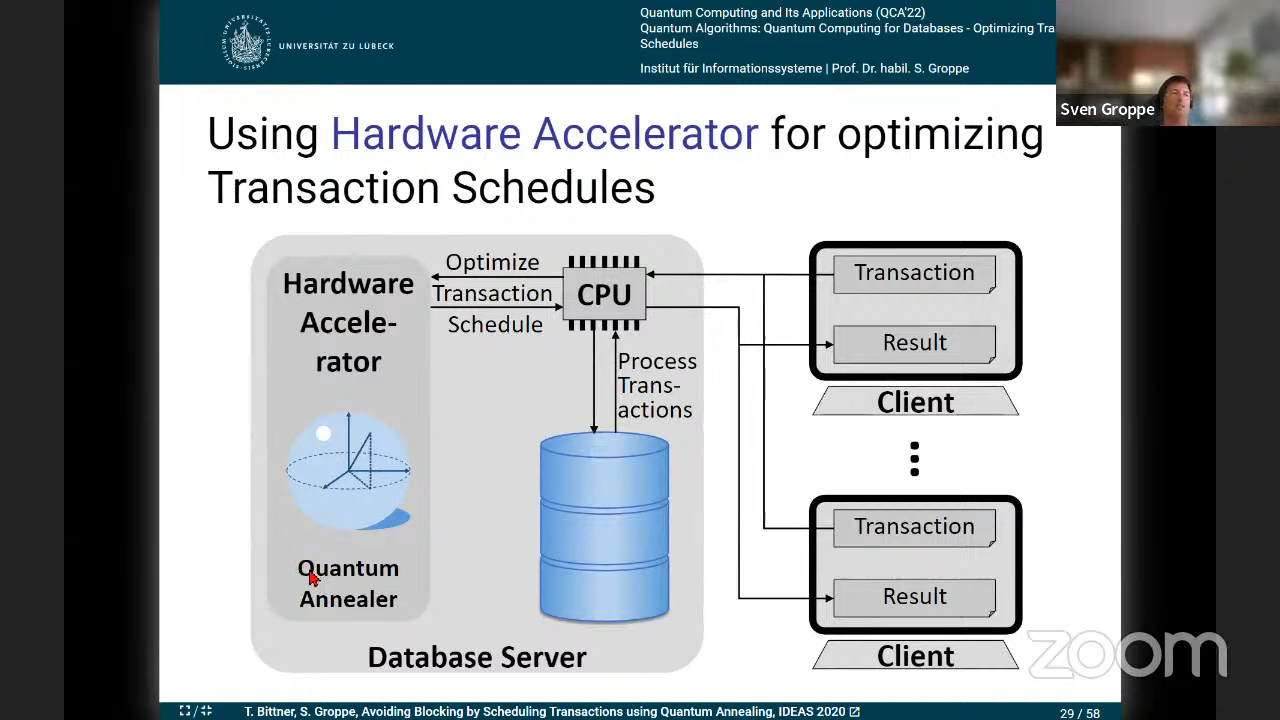 UNIVERSITÄT ZU LÜBECK
Quantum Computing and Its Applications (QCA'22)
Quantum Algorithms: Quantum Computing for Databases - Optimizing Tra
Schedules
Institut für Informationssysteme | Prof. Dr. habil. S. Groppe
Sven Groppe
Using Hardware Accelerator for optimizing
Transaction Schedules
Hardware
Accele-
rator
Optimize
Transaction
Schedule
CPU
Process
Trans-
actions
Quantum
Annealer
Database Server
Transaction
Result
Client
Transaction
Result
Client
zoom
T. Bittner, S. Groppe, Avoiding Blocking by Scheduling Transactions using Quantum Annealing, IDEAS 2020
29 / 58